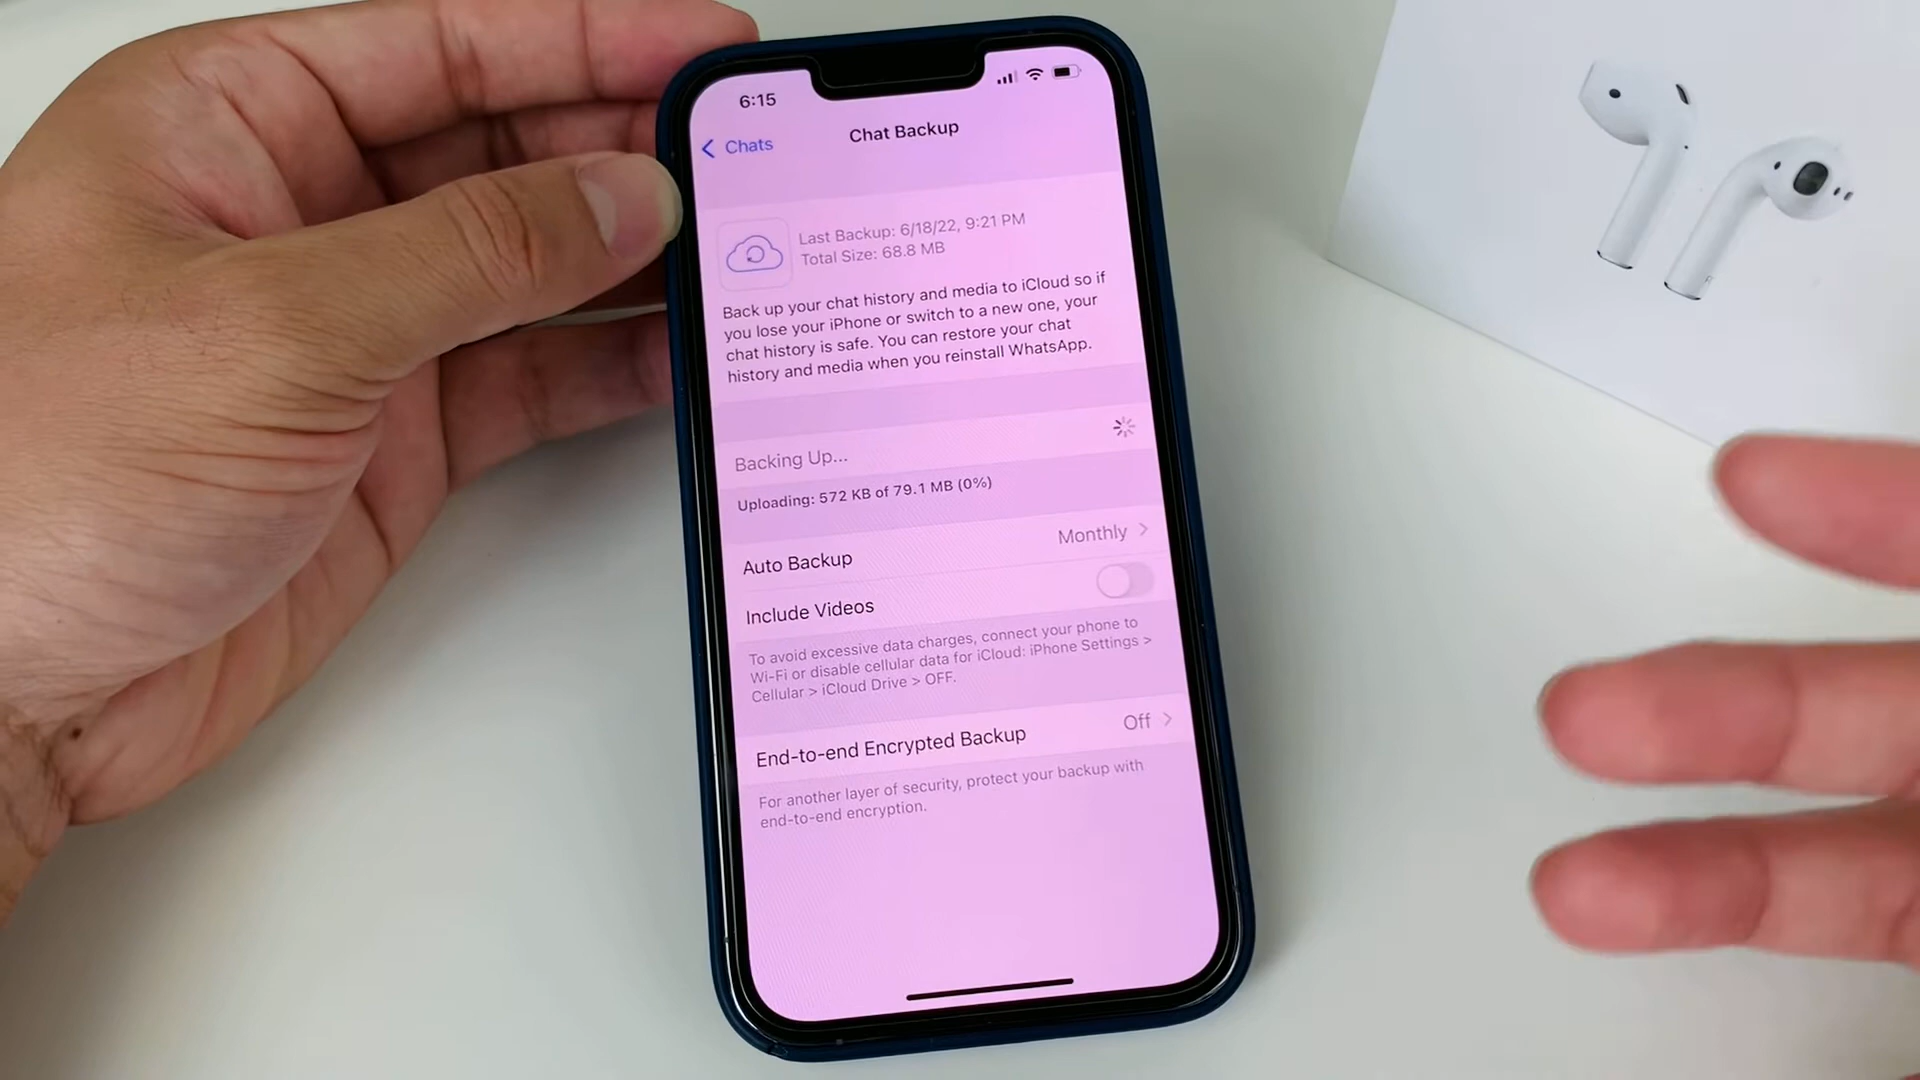 6:15
Chats
Chat Backup
Last Backup: 6/18/22, 9:21 PM
Total Size: 68.8 MB
Back up your chat history and media to iCloud so if
you lose your iPhone or switch to a new one, your
chat history is safe. You can restore your chat
history and media when you reinstall WhatsApp.
Backing Up...
Uploading: 572 KB of 79.1 MB (0%)
Auto Backup Monthly
Include Videos
To avoid excessive data charges, connect your phone to
Wi-Fi or disable cellular data for iCloud: iPhone Settings >
Cellular > iCloud Drive > OFF.
End-to-end Encrypted Backup Off
For another layer of security, protect your backup with
end-to-end encryption.